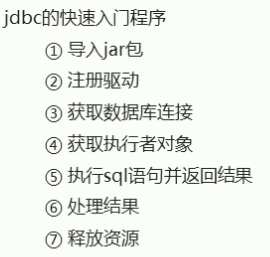 jdbc的快速入门程序
① 导入jar包
② 注册驱动
③ 获取数据库连接
④ 获取执行者对象
⑤ 执行sql语句并返回结果
⑥ 处理结果
⑦ 释放资源